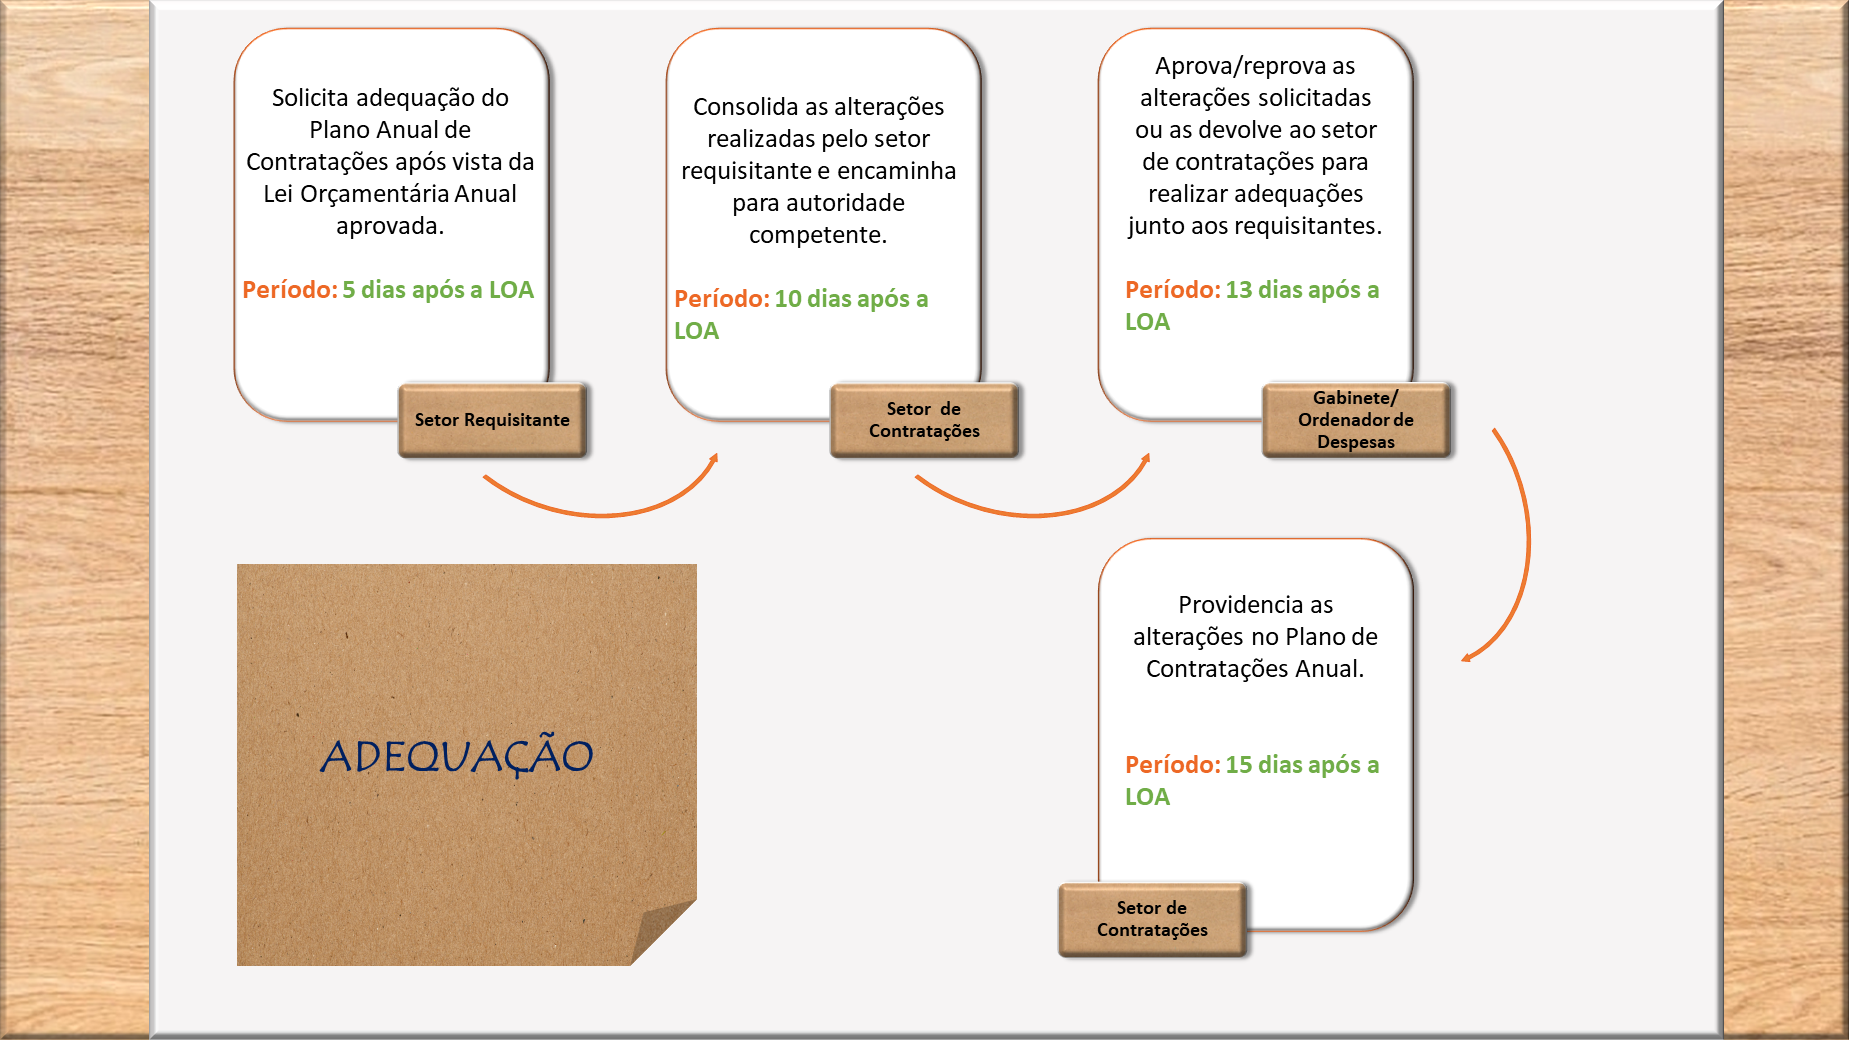 Solicita adequação do
Plano Anual de
Contratações após vista da
Lei Orçamentária Anual
aprovada.
Período: 5 dias após a LOA
Setor Requisitante
Consolida as alterações
realizadas pelo setor
requisitante e encaminha
para autoridade
competente.
Período: 10 dias após a
LOA
Setor de
Contratações
Aprova/reprova as
alterações solicitadas
ou as devolve ao setor
de contratações para
realizar adequações
junto aos requisitantes.
Período: 13 dias após a
LOA
Gabinete/
Ordenador de
Despesas
Providencia as
alterações no Plano de
Contratações Anual.
Período: 15 dias após a
LOA
Setor de
Contratações
ADEQUAÇÃO